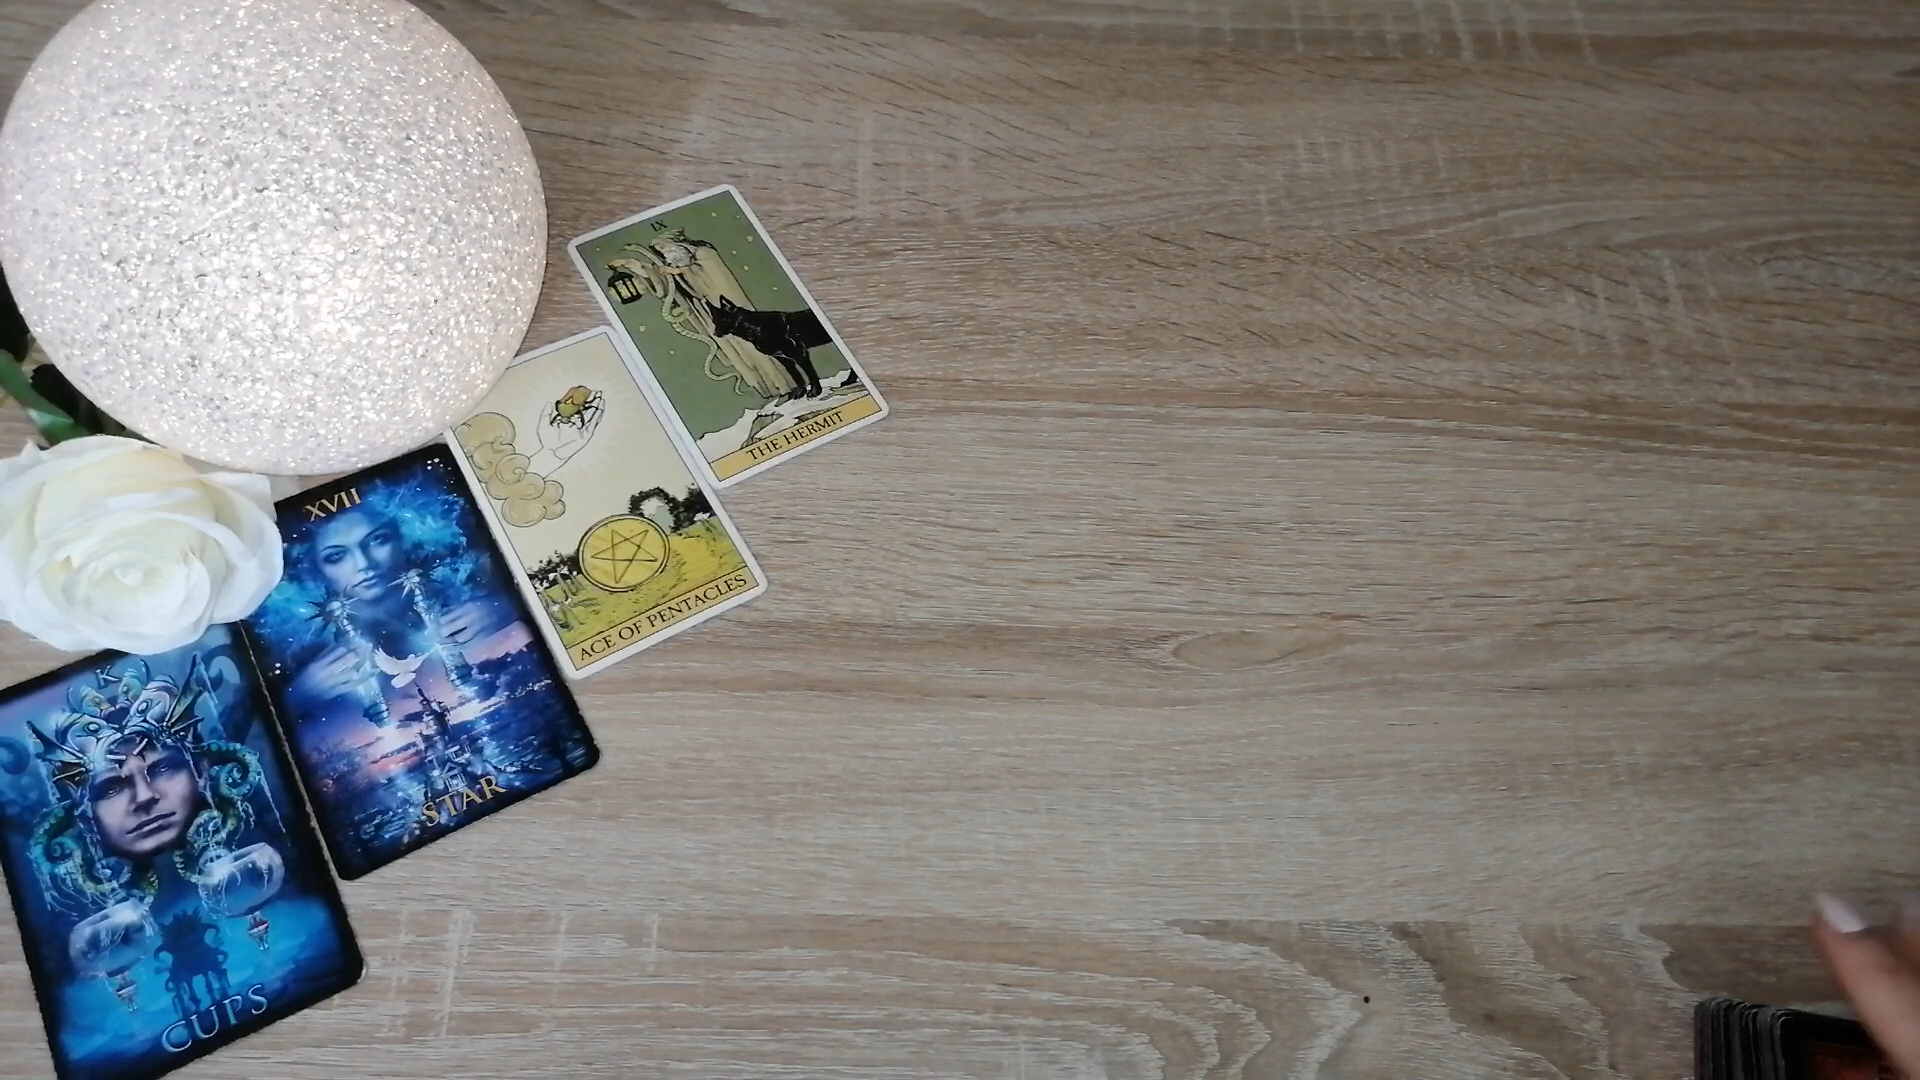 IX
THE HERMIT
ACE OF PENTACLES
XVII
STAR
K
CUPS